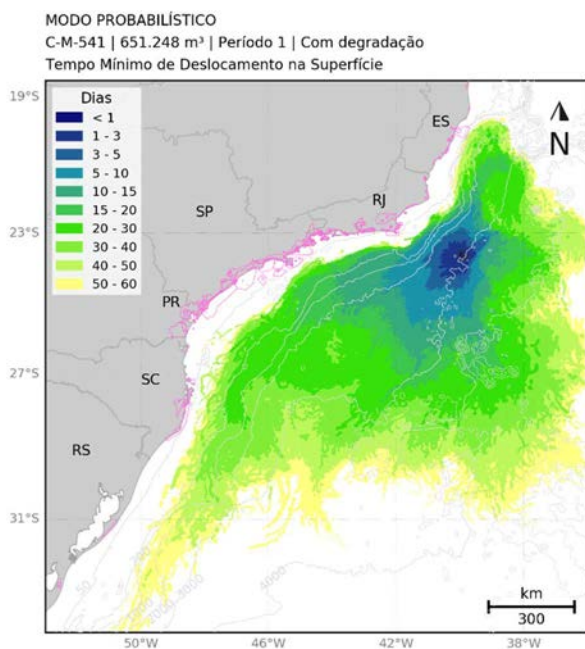 MODO PROBABILÍSTICO
C-M-541 | 651.248 m³ | Período 1 | Com degradação
Tempo Mínimo de Deslocamento na Superfície
19°S
Dias
< 1
1 - 3
3 - 5
5 - 10
10 - 15
15 - 20
20 - 30
30 - 40
40 - 50
50 - 60
ES
N
SP
RJ
23°S
PR
27°S
SC
RS
31°S
50
4000
km
300
50°W
46°W
42°W
38°W